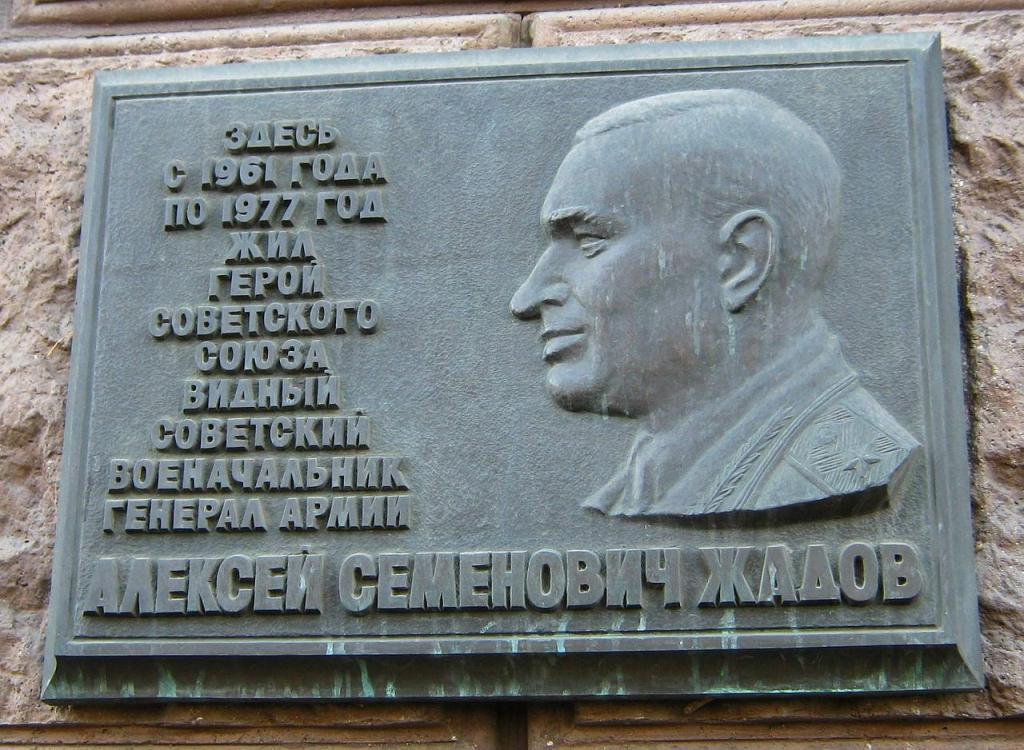 ЗДЕСЬ
С 1961 ГОДА
ПО 1977 ГОД
ЖИЛ
ГЕРОЙ
СОВЕТСКОГО
СОЮЗА
ВИДНЫЙ
СОВЕТСКИЙ
ВОЕНАЧАЛЬНИК
ГЕНЕРАЛ АРМИИ
АЛЕКСЕЙ СЕМЕНОВИЧ ЖАДОВ